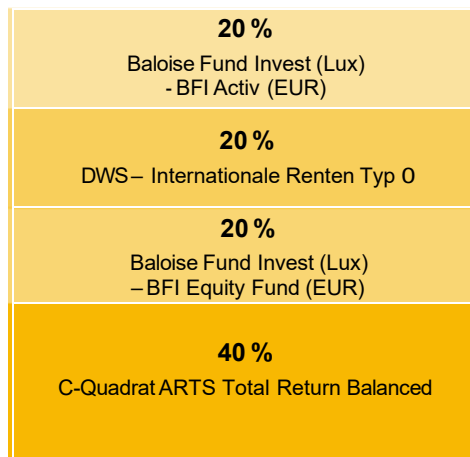 20 %
Baloise Fund Invest (Lux)
- BFI Activ (EUR)
20 %
DWS – Internationale Renten Typ O
20 %
Baloise Fund Invest (Lux)
– BFI Equity Fund (EUR)
40 %
C-Quadrat ARTS Total Return Balanced